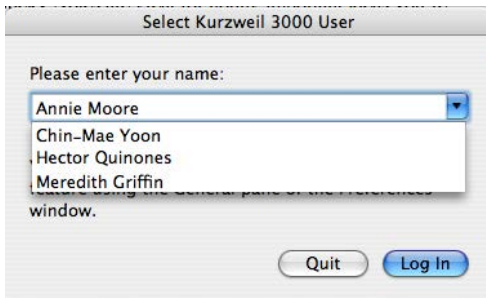 Select Kurzweil 3000 User
Please enter your name:
Annie Moore
Chin-Mae Yoon
Hector Quinones
Meredith Griffin
feature using the General pane of the Preferences
window.
Quit
Log In